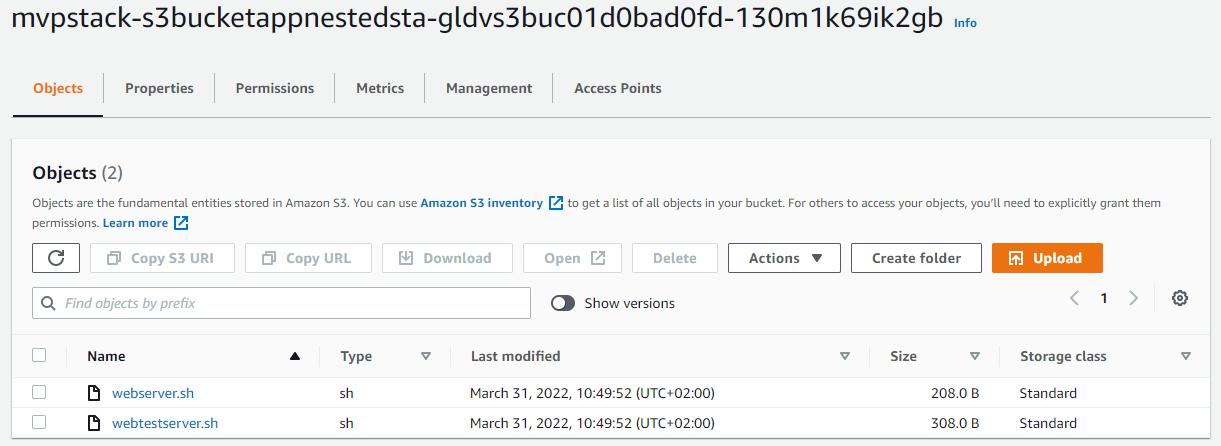 mvpstack-s3bucketappnestedsta-gldvs3buc01d0bad0fd-130m1k69ik2gb Info
Objects Properties Permissions Metrics Management Access Points
Objects (2)
Objects are the fundamental entities stored in Amazon S3. You can use Amazon S3 inventory to get a list of all objects in your bucket. For others to access your objects, you'll need to explicitly grant them
permissions. Learn more
Copy S3 URI Copy URL Download Open Delete Actions Create folder Upload
Find objects by prefix Show versions 1
Name Type Last modified Size Storage class
webserver.sh sh March 31, 2022, 10:49:52 (UTC+02:00) 208.0 B Standard
webtestserver.sh sh March 31, 2022, 10:49:52 (UTC+02:00) 308.0 B Standard